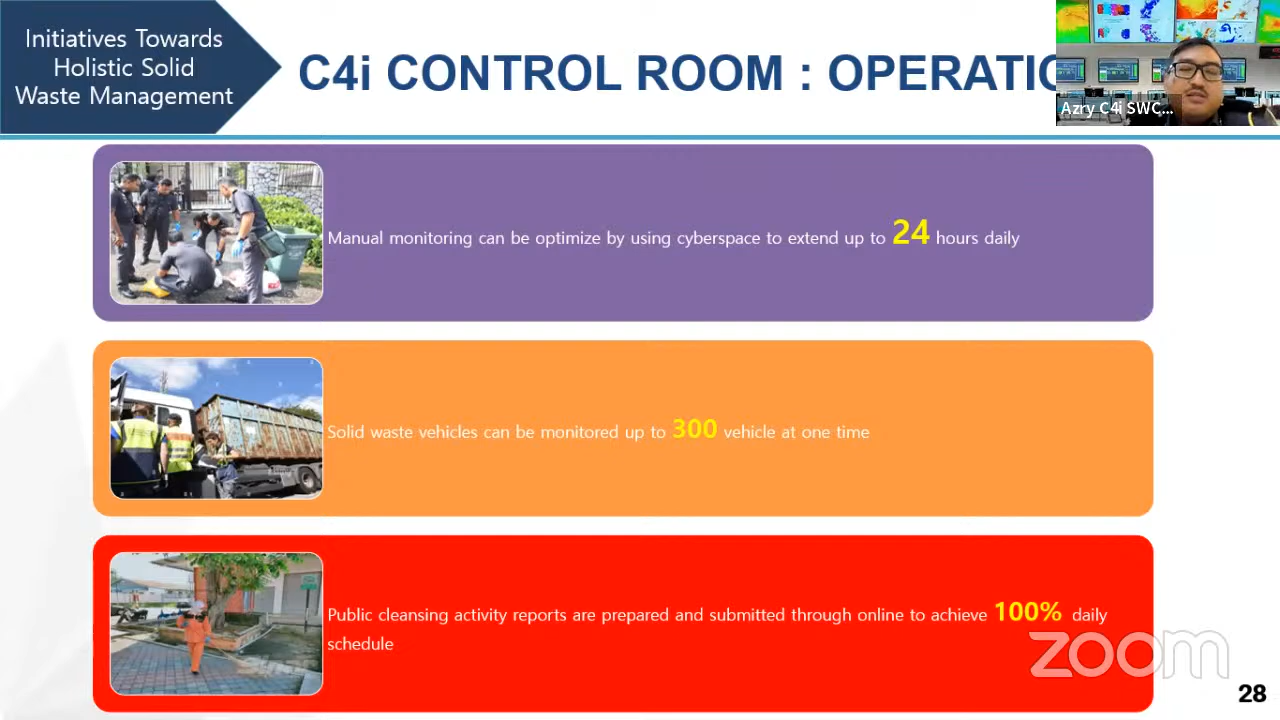 Initiatives Towards
Holistic Solid
Waste Management
C4i CONTROL ROOM : OPERATIO
Azry C4i SWC...
Manual monitoring can be optimize by using cyberspace to extend up to 24 hours daily
Solid waste vehicles can be monitored up to 300 vehicle at one time
Public cleansing activity reports are prepared and submitted through online to achieve 100% daily
schedule
zoom
28